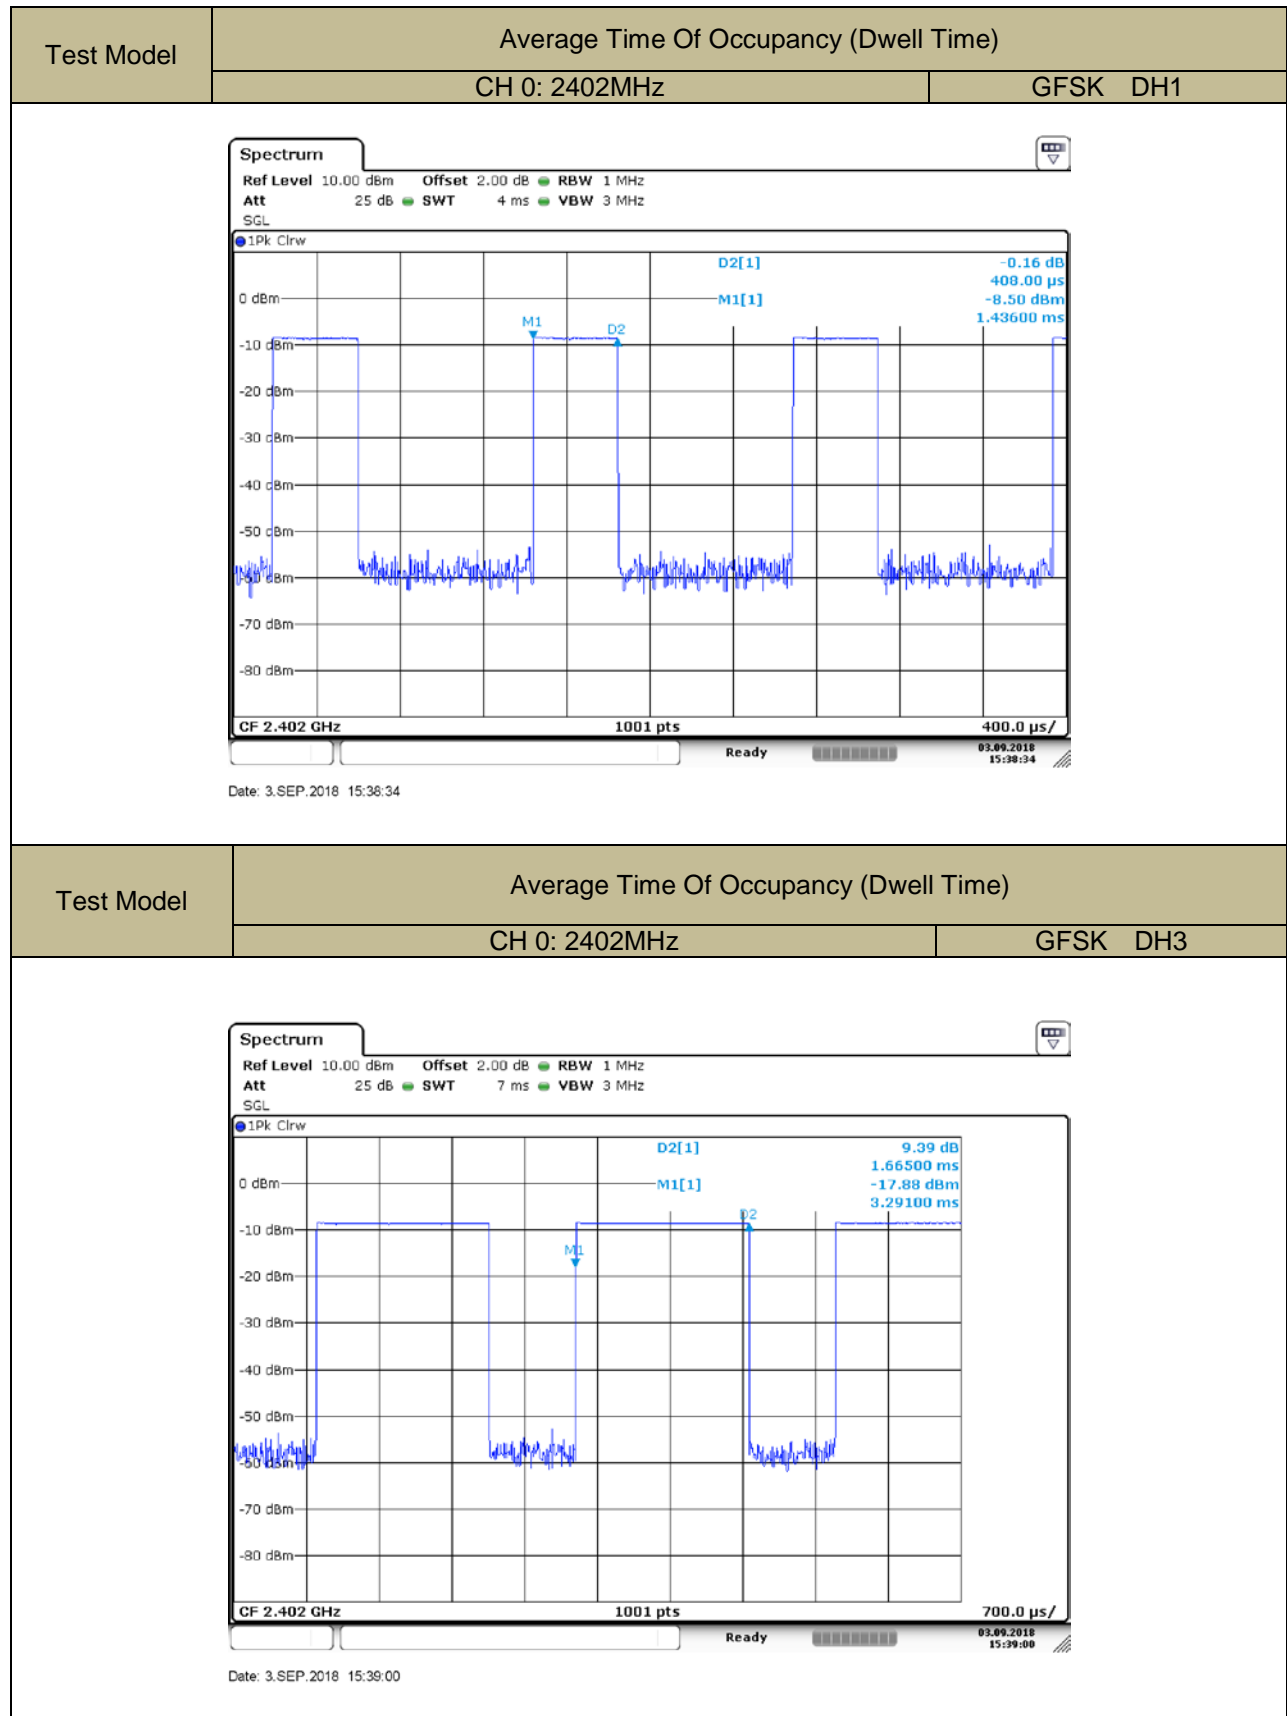 Test Model
Average Time Of Occupancy (Dwell Time)
CH 0: 2402MHz GFSK DH1
Spectrum
Ref Level 10.00 dBm Offset 2.00 dB RBW 1 MHz
Att 25 dB SWT 4 ms VBW 3 MHz
SGL
1Pk Clrw
D2[1] -0.16 dB
408.00 µs
0 dBm M1[1] -8.50 dBm
1.43600 ms
M1 D2
-10 dBm
-20 dBm
-30 dBm
-40 dBm
-50 dBm
-60 dBm
-70 dBm
-80 dBm
CF 2.402 GHz 1001 pts 400.0 µs/
Ready 03.09.2018
15:38:34
Date: 3.SEP.2018 15:38:34
Test Model
Average Time Of Occupancy (Dwell Time)
CH 0: 2402MHz GFSK DH3
Spectrum
Ref Level 10.00 dBm Offset 2.00 dB RBW 1 MHz
Att 25 dB SWT 7 ms VBW 3 MHz
SGL
1Pk Clrw
D2[1] 9.39 dB
1.66500 ms
0 dBm M1[1] -17.88 dBm
3.29100 ms
D2
-10 dBm
M1
-20 dBm
-30 dBm
-40 dBm
-50 dBm
-60 dBm
-70 dBm
-80 dBm
CF 2.402 GHz 1001 pts 700.0 µs/
Ready 03.09.2018
15:39:00
Date: 3.SEP.2018 15:39:00